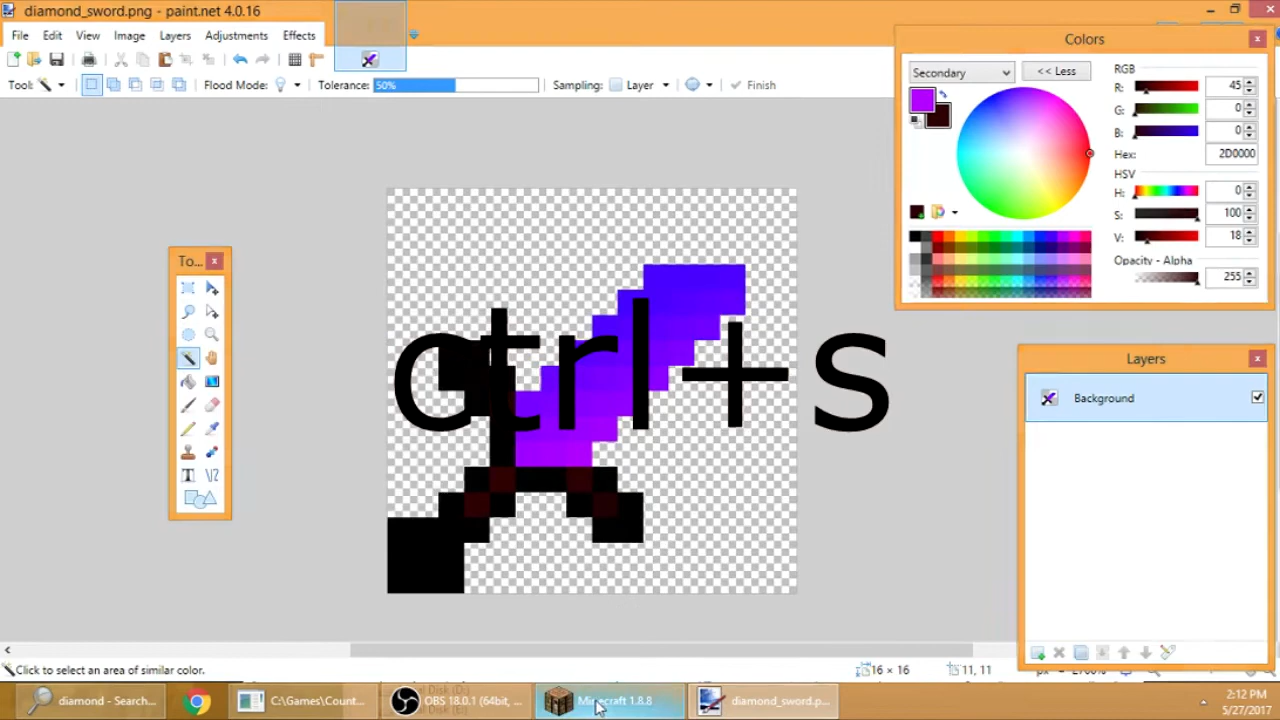 diamond_sword.png - paint.net 4.0.16
File Edit View Image Layers Adjustments Effects
Tool: Flood Mode: Tolerance: 50% Sampling: Layer Finish
Colors
Secondary << Less
RGB
R: 45
G: 0
B: 0
Hex: 2D0000
HSV
H: 0
S: 100
V: 18
Opacity - Alpha
255
To...
T
ctrl+s
Layers
Background
Click to select an area of similar color.
16 × 16
11, 11
px
diamond - Search...
C:\Games\Count...
OBS 18.0.1 (64bit, ...
Minecraft 1.8.8
diamond_sword.p...
2:12 PM
5/27/2017